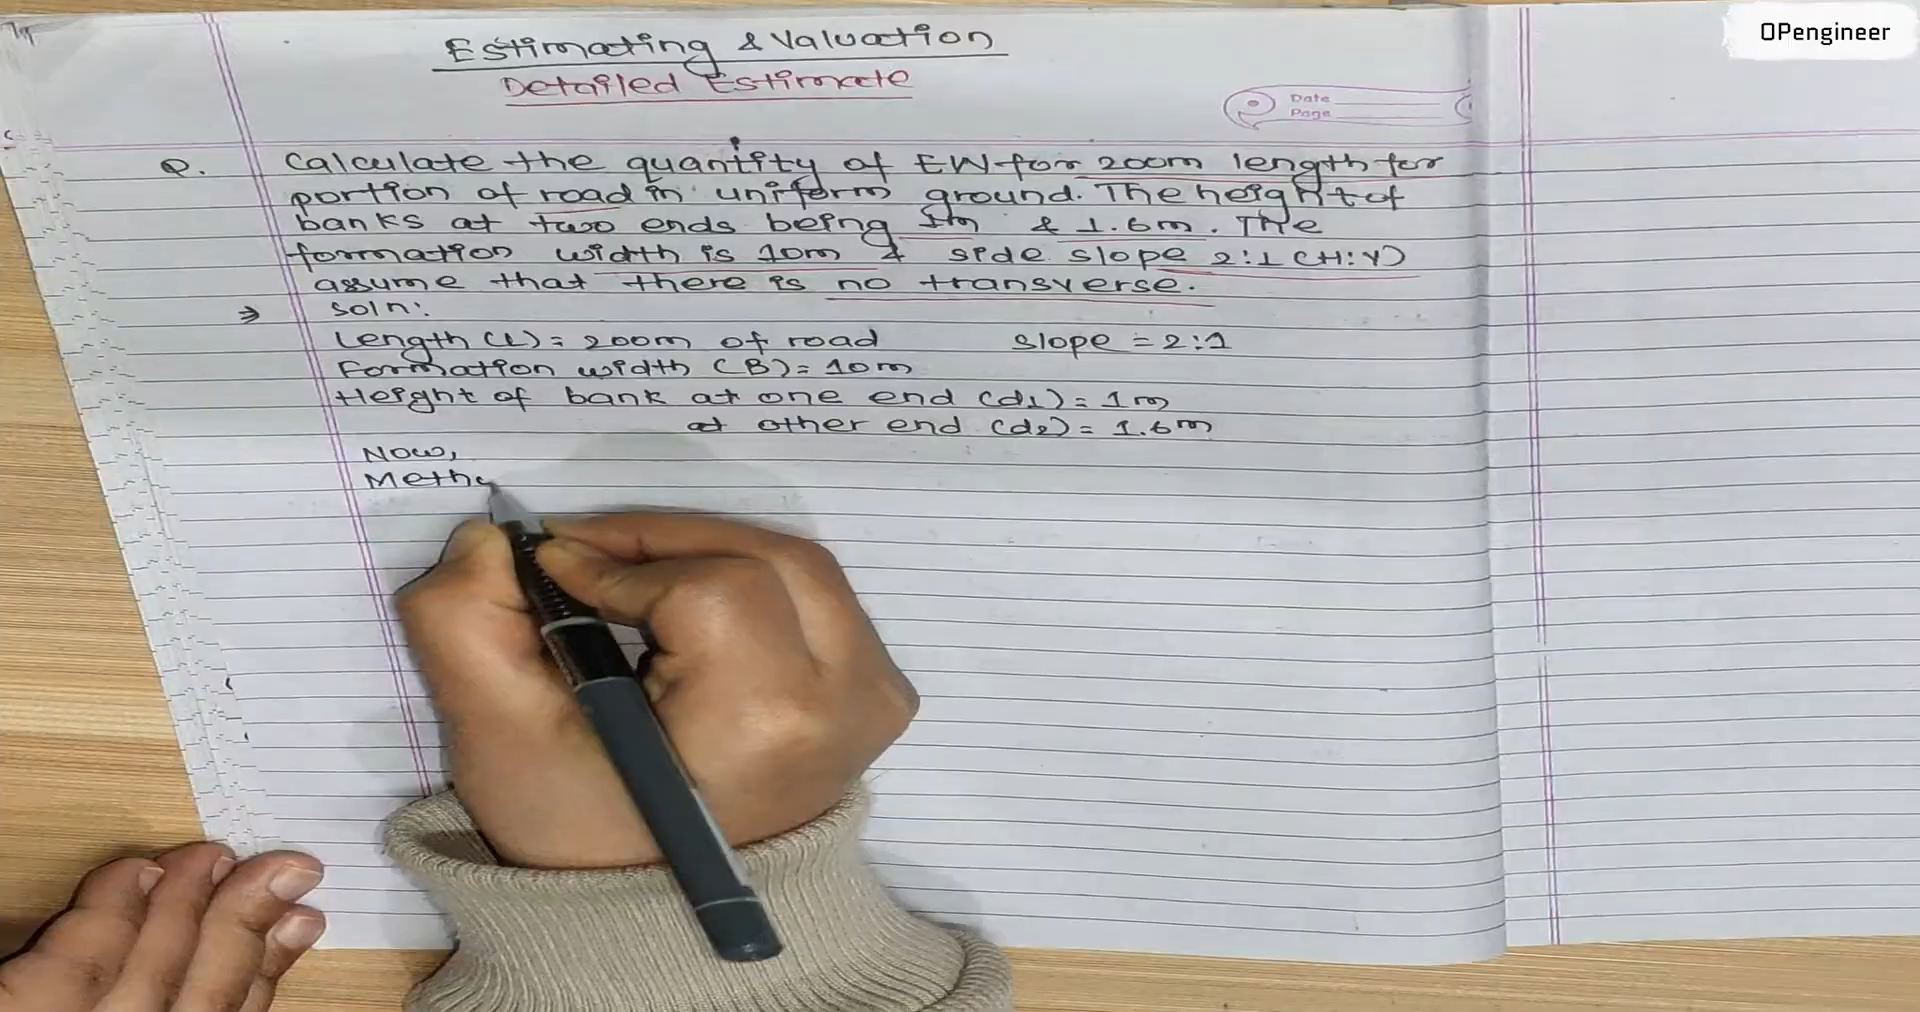 OPengineer
Estimating & Valuation
Detailed Estimate
Date
Page
Q. Calculate the quantity of EW for 200m length for
portion of road in uniform ground. The height of
banks at two ends being 1m & 1.6m. The
formation width is 10m & side slope 2:1 (H:V)
assume that there is no transverse.
⇒ Soln:
Length (L) = 200m of road slope = 2:1
Formation width (B) = 10m
Height of bank at one end (d1) = 1m
at other end (d2) = 1.6m
Now,
Metho